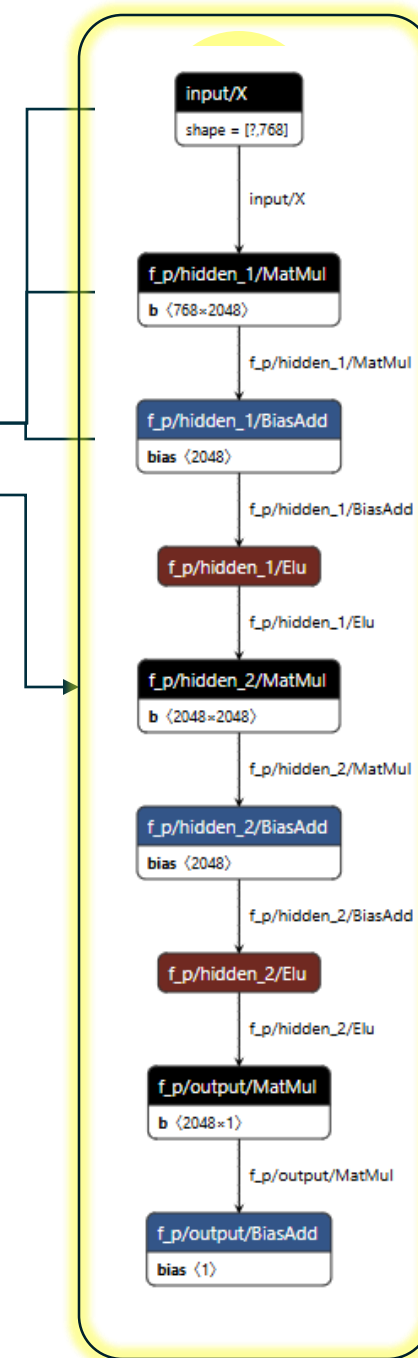 input/X
shape = [?,768]
input/X
f_p/hidden_1/MatMul
b 〈768×2048〉
f_p/hidden_1/MatMul
f_p/hidden_1/BiasAdd
bias 〈2048〉
f_p/hidden_1/BiasAdd
f_p/hidden_1/Elu
f_p/hidden_1/Elu
f_p/hidden_2/MatMul
b 〈2048×2048〉
f_p/hidden_2/MatMul
f_p/hidden_2/BiasAdd
bias 〈2048〉
f_p/hidden_2/BiasAdd
f_p/hidden_2/Elu
f_p/hidden_2/Elu
f_p/output/MatMul
b 〈2048×1〉
f_p/output/MatMul
f_p/output/BiasAdd
bias 〈1〉